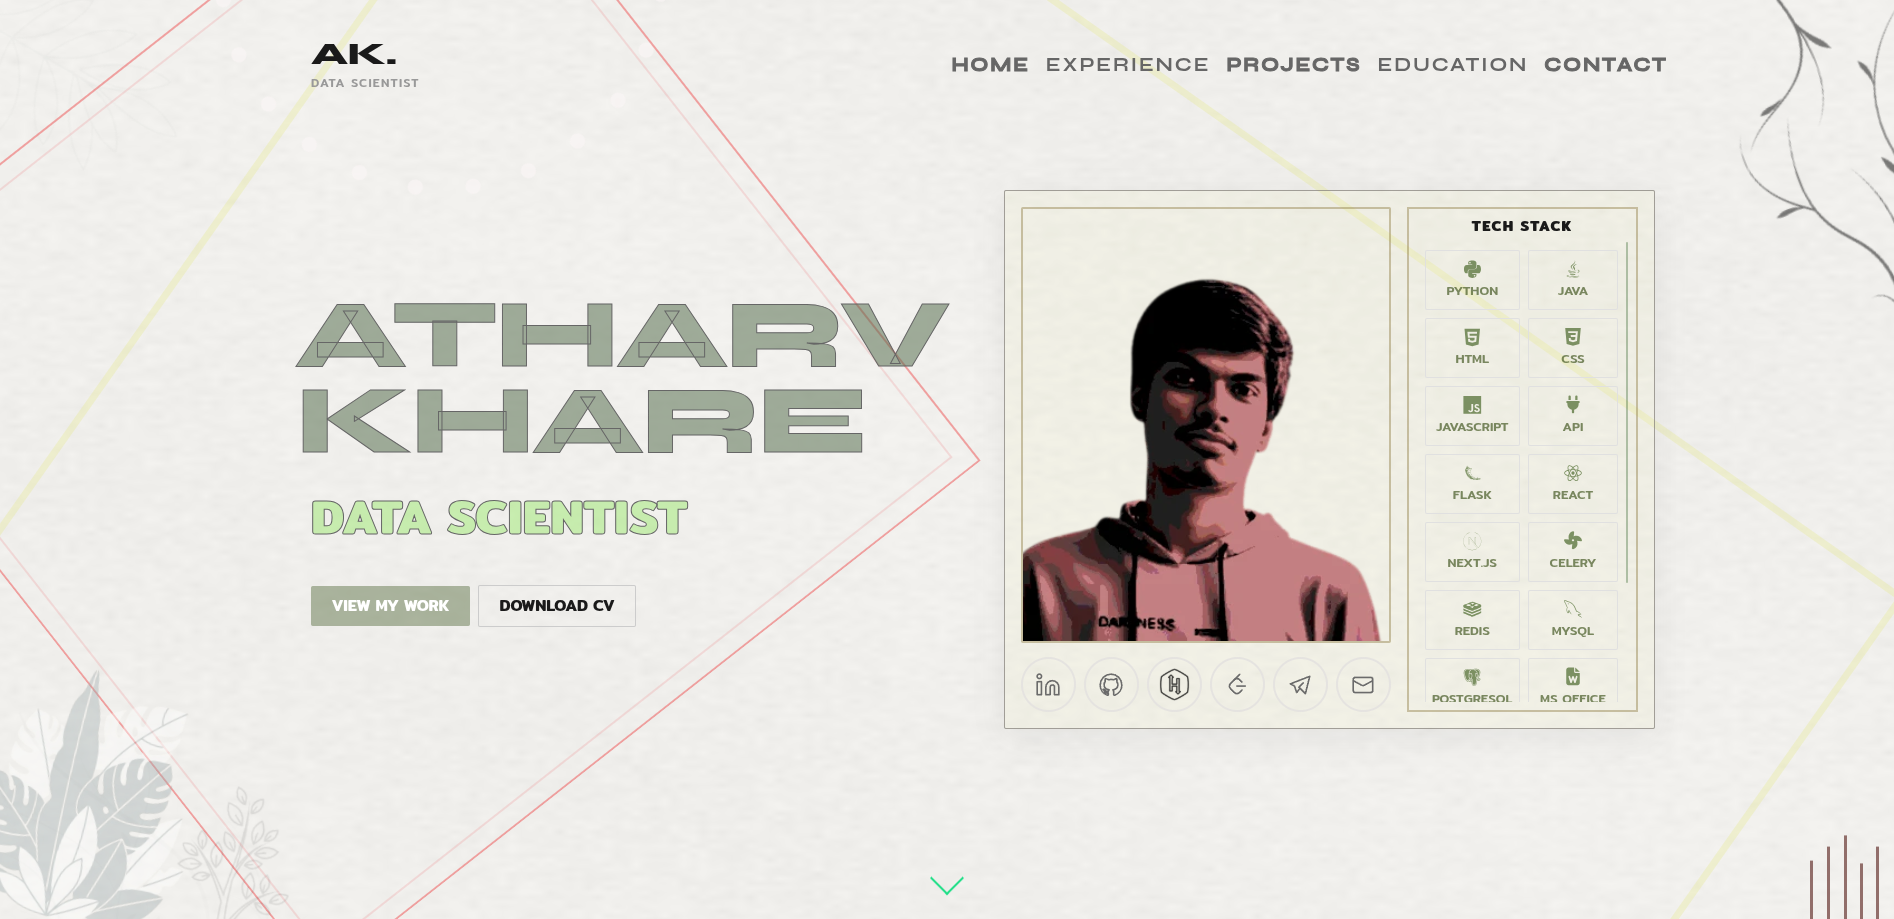 AK.
DATA SCIENTIST
HOME EXPERIENCE PROJECTS EDUCATION CONTACT
ATHARV
KHARE
DATA SCIENTIST
VIEW MY WORK
DOWNLOAD CV
DARKNESS
TECH STACK
PYTHON JAVA
HTML CSS
JAVASCRIPT API
FLASK REACT
NEXT.JS CELERY
REDIS MYSQL
POSTGRESQL MS OFFICE